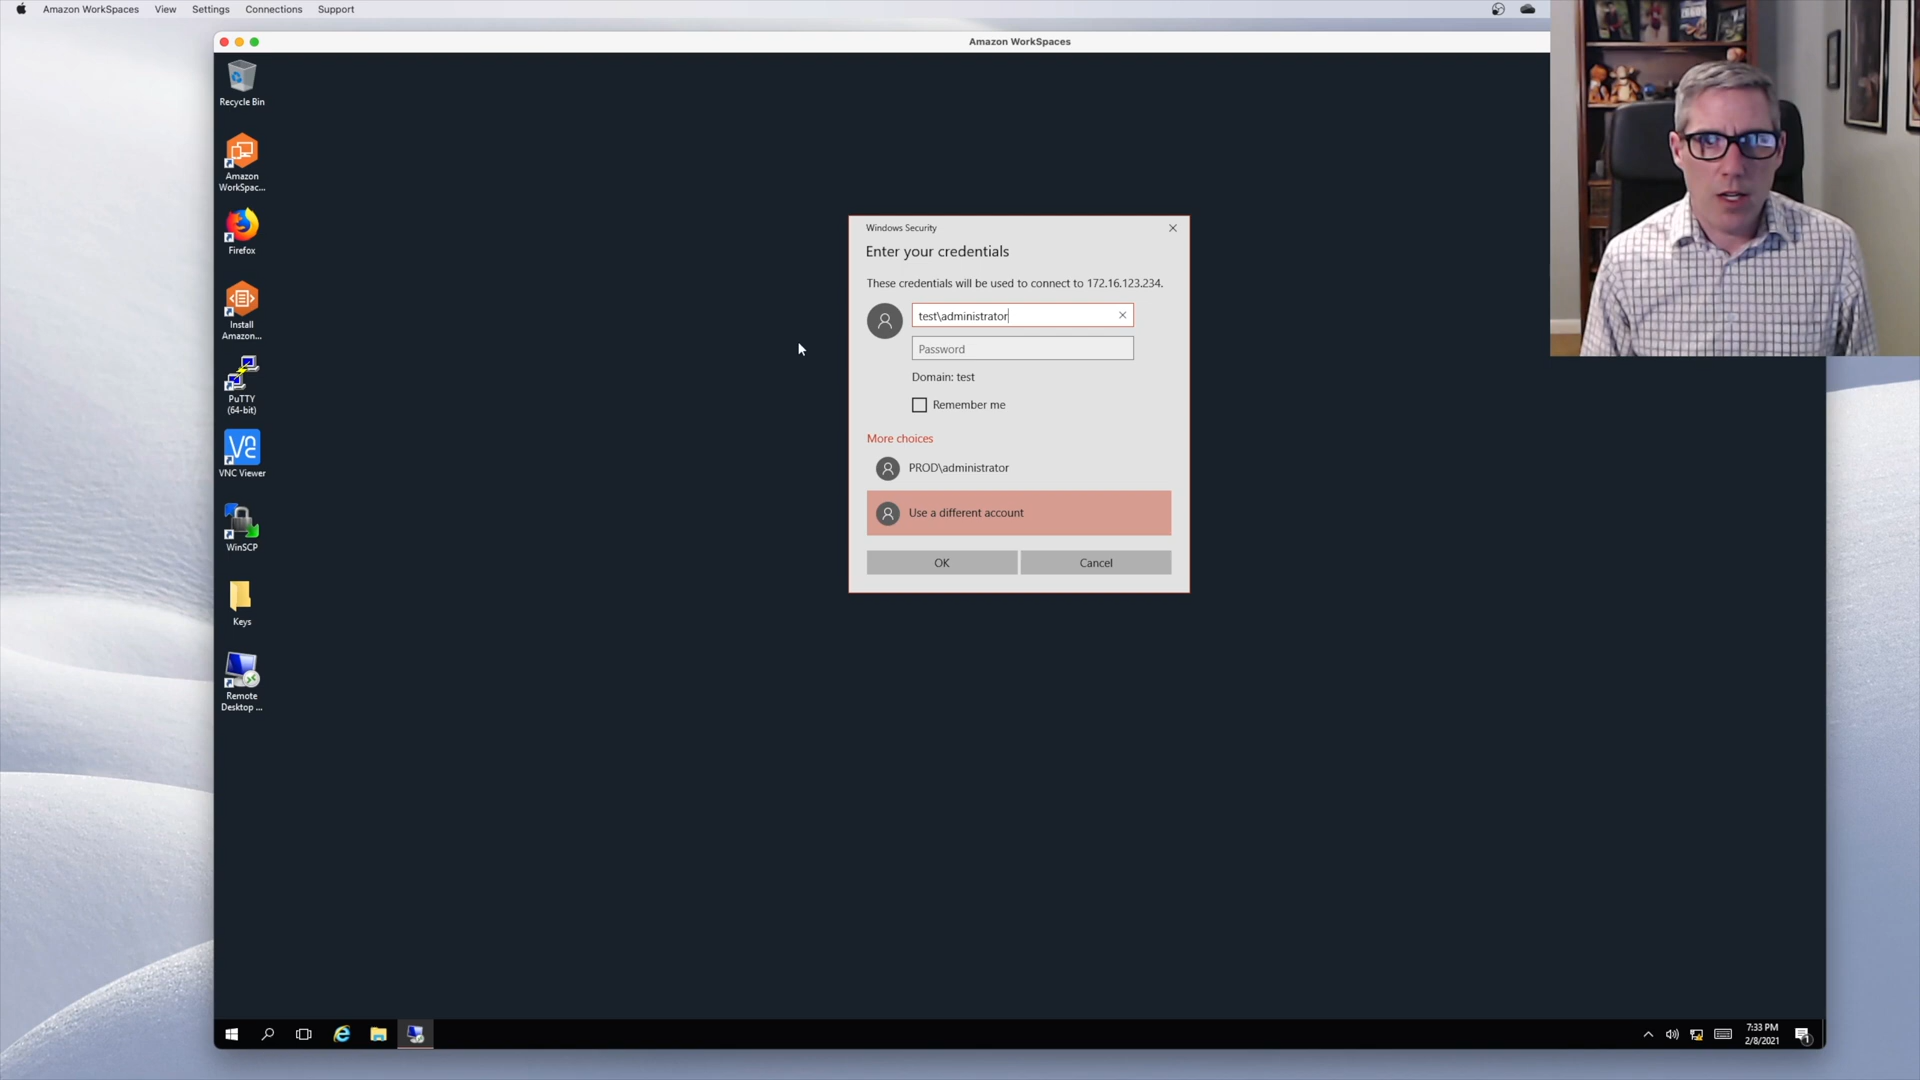 Amazon WorkSpaces View Settings Connections Support
Amazon WorkSpaces
Recycle Bin
Amazon
WorkSpac...
Firefox
Install
Amazon...
PuTTY
(64-bit)
VNC Viewer
WinSCP
Keys
Remote
Desktop ...
Windows Security
Enter your credentials
These credentials will be used to connect to 172.16.123.234.
test\administrator
Password
Domain: test
Remember me
More choices
PROD\administrator
Use a different account
OK Cancel
7:33 PM
2/8/2021
1